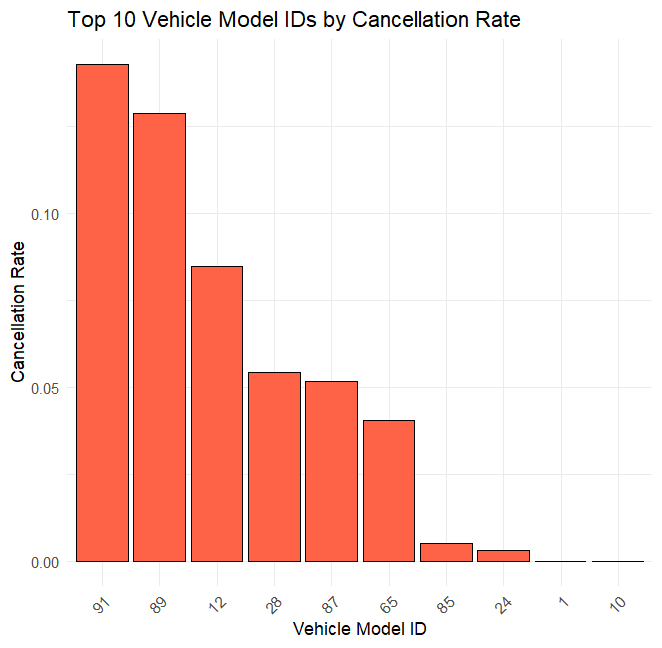 Top 10 Vehicle Model IDs by Cancellation Rate
Cancellation Rate
0.10
0.05
0.00
91 89 12 28 87 65 85 24 1 10
Vehicle Model ID